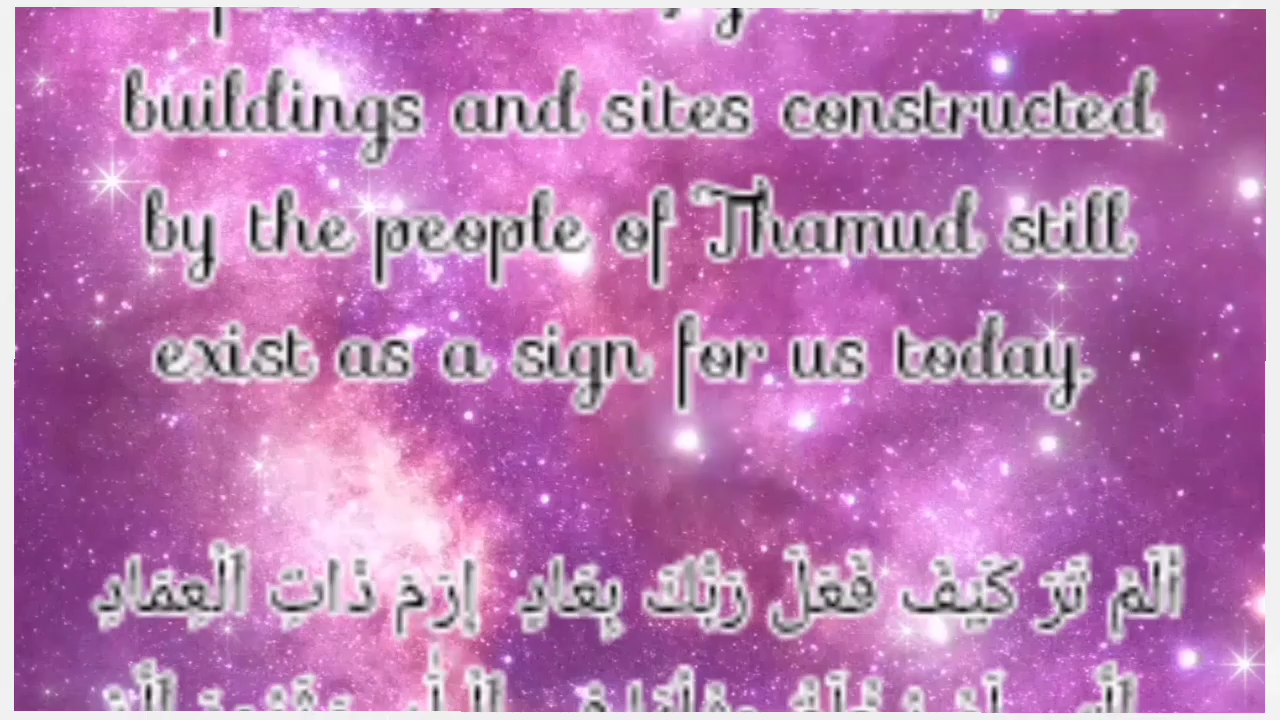 buildings and sites constructed
by the people of Thamud still
exist as a sign for us today.
أَلَمْ تَرَ كَيْفَ فَعَلَ رَبُّكَ بِعَادٍ إِرَمَ ذَاتِ الْعِمَادِ